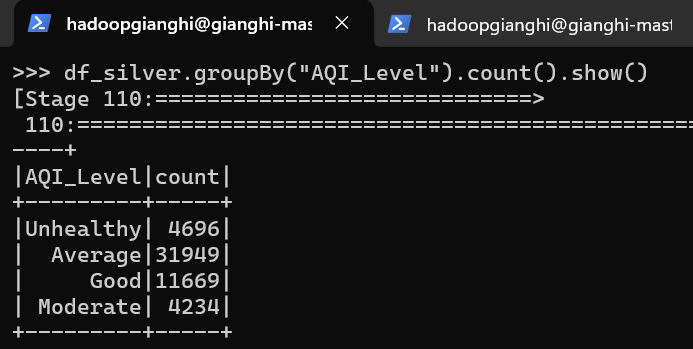 hadoopgianghi@gianghi-mas
hadoopgianghi@gianghi-mast
>>> df_silver.groupBy("AQI_Level").count().show()
[Stage 110:=============================>
 110:===============================================
----+
|AQI_Level|count|
+---------+-----+
|Unhealthy| 4696|
|  Average|31949|
|     Good|11669|
| Moderate| 4234|
+---------+-----+